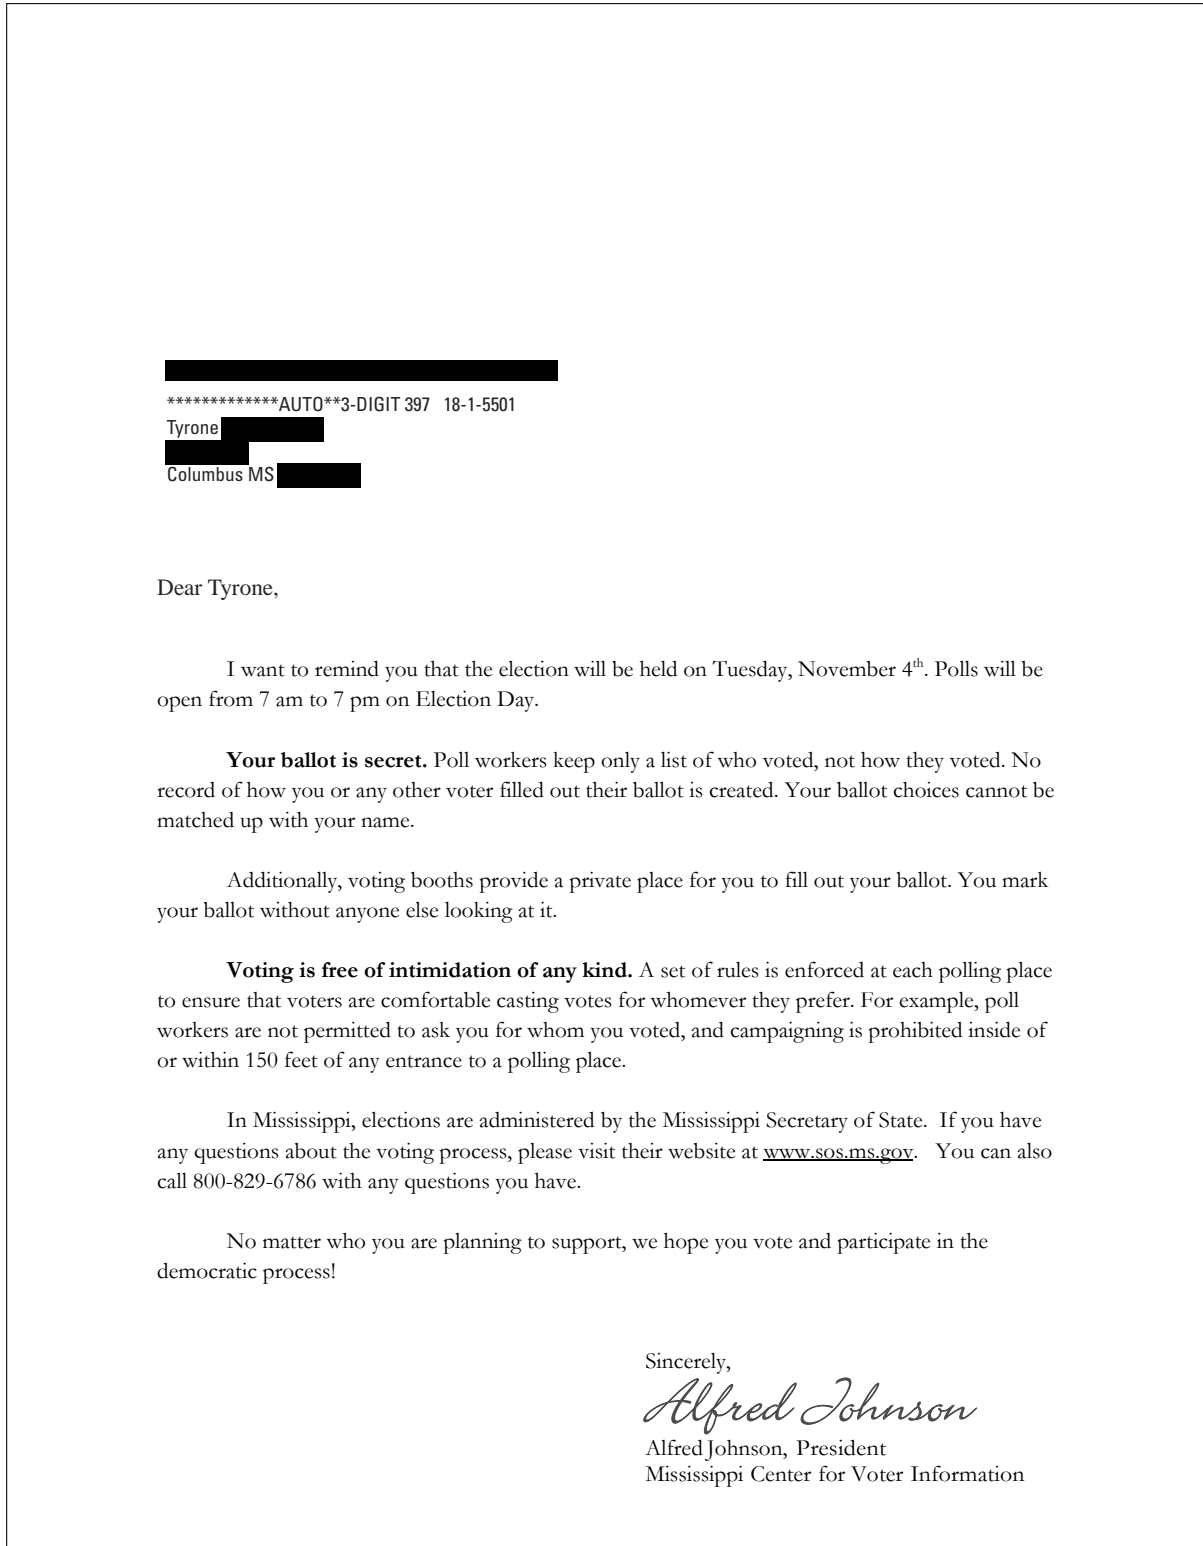 *************AUTO**3-DIGIT 397 18-1-5501
Tyrone
Columbus MS
Dear Tyrone,
I want to remind you that the election will be held on Tuesday, November 4th. Polls will be
open from 7 am to 7 pm on Election Day.
Your ballot is secret. Poll workers keep only a list of who voted, not how they voted. No
record of how you or any other voter filled out their ballot is created. Your ballot choices cannot be
matched up with your name.
Additionally, voting booths provide a private place for you to fill out your ballot. You mark
your ballot without anyone else looking at it.
Voting is free of intimidation of any kind. A set of rules is enforced at each polling place
to ensure that voters are comfortable casting votes for whomever they prefer. For example, poll
workers are not permitted to ask you for whom you voted, and campaigning is prohibited inside of
or within 150 feet of any entrance to a polling place.
In Mississippi, elections are administered by the Mississippi Secretary of State. If you have
any questions about the voting process, please visit their website at www.sos.ms.gov. You can also
call 800-829-6786 with any questions you have.
No matter who you are planning to support, we hope you vote and participate in the
democratic process!
Sincerely,
Alfred Johnson
Alfred Johnson, President
Mississippi Center for Voter Information